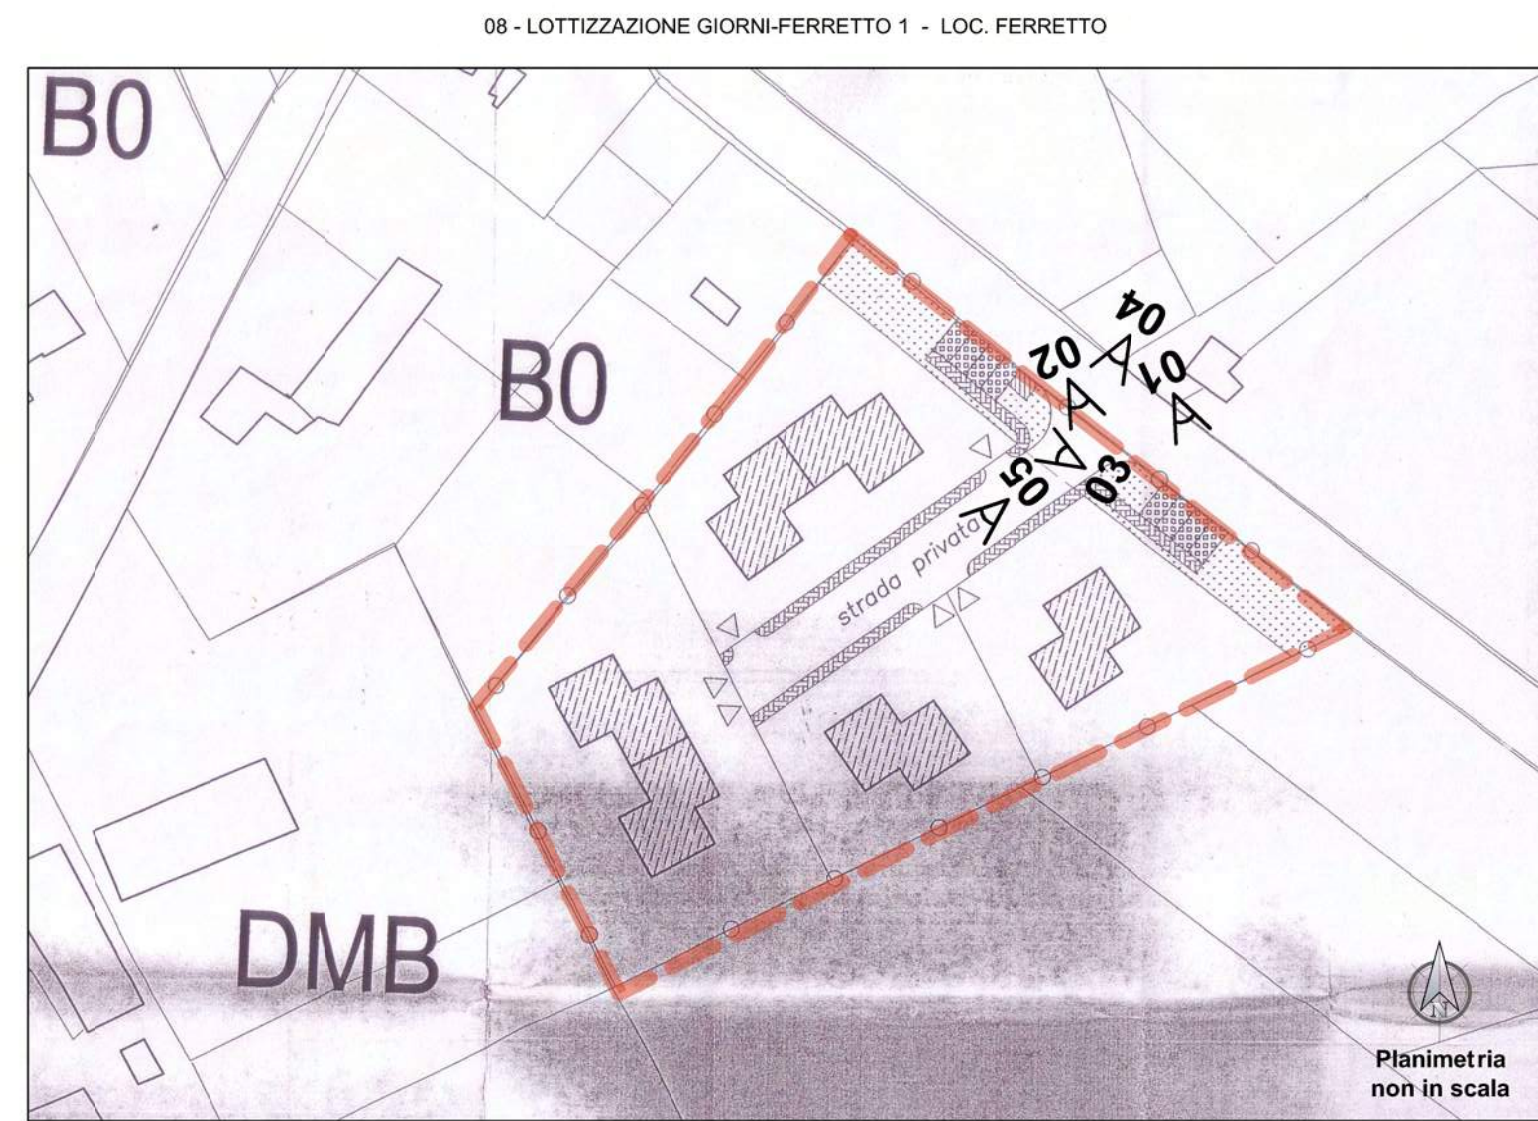 08 - LOTTIZZAZIONE GIORNI-FERRETTO 1 - LOC. FERRETTO
B0
B0
04
02
01
03
05
strada privata
DMB
N
Planimetria
non in scala